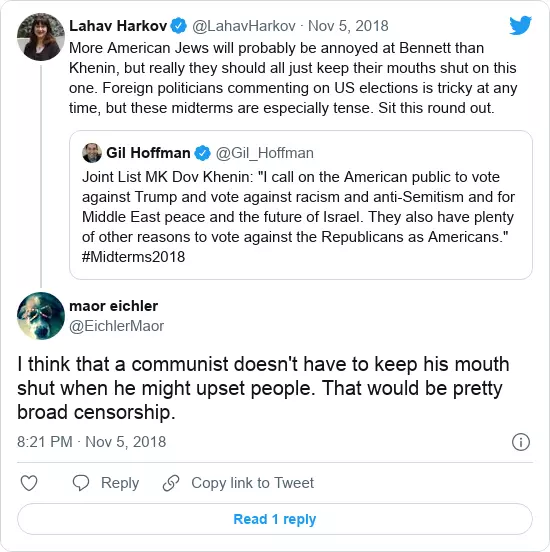 Lahav Harkov @LahavHarkov · Nov 5, 2018
More American Jews will probably be annoyed at Bennett than
Khenin, but really they should all just keep their mouths shut on this
one. Foreign politicians commenting on US elections is tricky at any
time, but these midterms are especially tense. Sit this round out.
Gil Hoffman @Gil_Hoffman
Joint List MK Dov Khenin: "I call on the American public to vote
against Trump and vote against racism and anti-Semitism and for
Middle East peace and the future of Israel. They also have plenty
of other reasons to vote against the Republicans as Americans."
#Midterms2018
maor eichler
@EichlerMaor
I think that a communist doesn't have to keep his mouth
shut when he might upset people. That would be pretty
broad censorship.
8:21 PM · Nov 5, 2018
Reply Copy link to Tweet
Read 1 reply